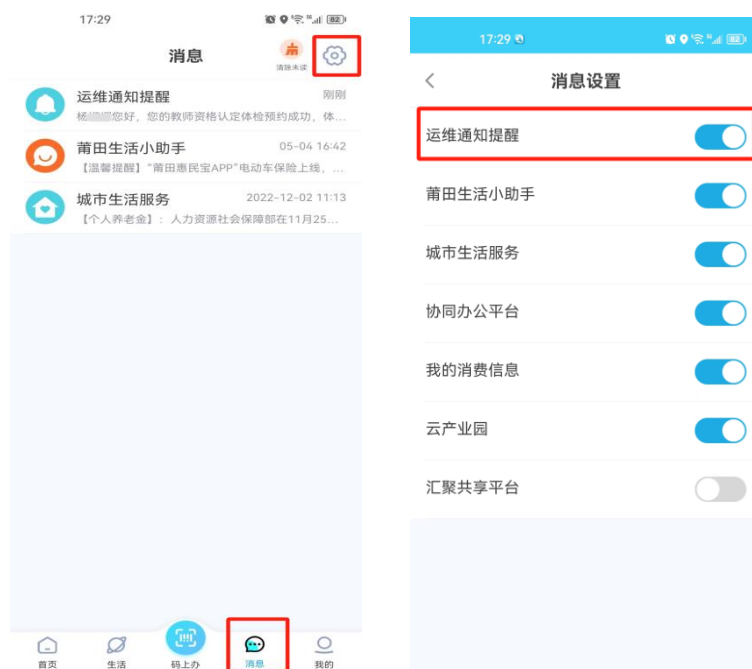 17:29
82
消息
清除未读
运维通知提醒
刚刚
杨 您好，您的教师资格认定体检预约成功，体...
莆田生活小助手
05-04 16:42
【温馨提醒】“莆田惠民宝APP”电动车保险上线，...
城市生活服务
2022-12-02 11:13
【个人养老金】：人力资源社会保障部在11月25...
首页
生活
码上办
消息
我的
17:29
82
消息设置
运维通知提醒
莆田生活小助手
城市生活服务
协同办公平台
我的消费信息
云产业园
汇聚共享平台